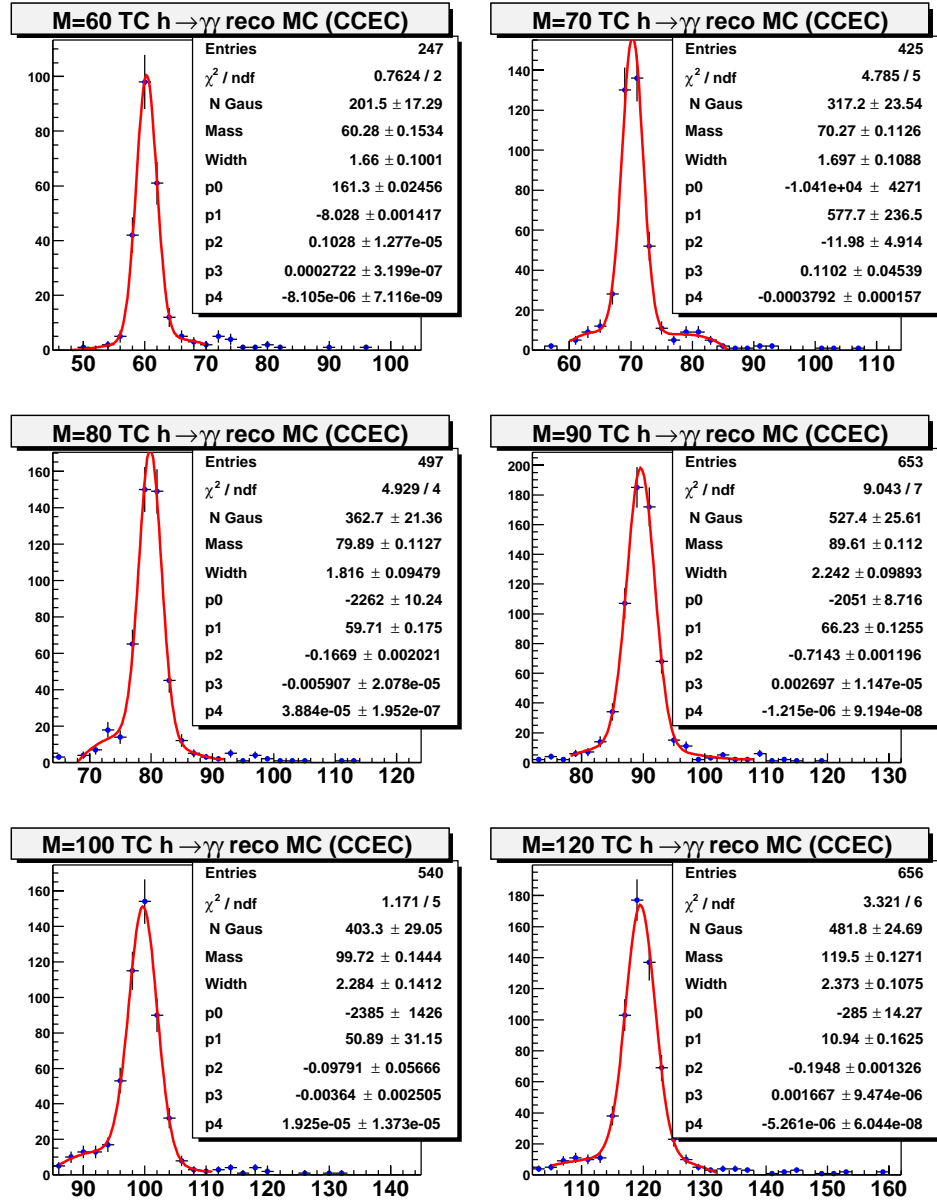 M=60 TC h→γγ reco MC (CCEC)
Entries 247
χ² / ndf 0.7624 / 2
N Gaus 201.5 ± 17.29
Mass 60.28 ± 0.1534
Width 1.66 ± 0.1001
p0 161.3 ± 0.02456
p1 -8.028 ± 0.001417
p2 0.1028 ± 1.277e-05
p3 0.0002722 ± 3.199e-07
p4 -8.105e-06 ± 7.116e-09
100
80
60
40
20
0
50 60 70 80 90 100
M=70 TC h→γγ reco MC (CCEC)
Entries 425
χ² / ndf 4.785 / 5
N Gaus 317.2 ± 23.54
Mass 70.27 ± 0.1126
Width 1.697 ± 0.1088
p0 -1.041e+04 ± 4271
p1 577.7 ± 236.5
p2 -11.98 ± 4.914
p3 0.1102 ± 0.04539
p4 -0.0003792 ± 0.000157
140
120
100
80
60
40
20
0
60 70 80 90 100 110
M=80 TC h→γγ reco MC (CCEC)
Entries 497
χ² / ndf 4.929 / 4
N Gaus 362.7 ± 21.36
Mass 79.89 ± 0.1127
Width 1.816 ± 0.09479
p0 -2262 ± 10.24
p1 59.71 ± 0.175
p2 -0.1669 ± 0.002021
p3 -0.005907 ± 2.078e-05
p4 3.884e-05 ± 1.952e-07
160
140
120
100
80
60
40
20
0
70 80 90 100 110 120
M=90 TC h→γγ reco MC (CCEC)
Entries 653
χ² / ndf 9.043 / 7
N Gaus 527.4 ± 25.61
Mass 89.61 ± 0.112
Width 2.242 ± 0.09893
p0 -2051 ± 8.716
p1 66.23 ± 0.1255
p2 -0.7143 ± 0.001196
p3 0.002697 ± 1.147e-05
p4 -1.215e-06 ± 9.194e-08
200
180
160
140
120
100
80
60
40
20
0
80 90 100 110 120 130
M=100 TC h→γγ reco MC (CCEC)
Entries 540
χ² / ndf 1.171 / 5
N Gaus 403.3 ± 29.05
Mass 99.72 ± 0.1444
Width 2.284 ± 0.1412
p0 -2385 ± 1426
p1 50.89 ± 31.15
p2 -0.09791 ± 0.05666
p3 -0.00364 ± 0.002505
p4 1.925e-05 ± 1.373e-05
160
140
120
100
80
60
40
20
0
90 100 110 120 130 140
M=120 TC h→γγ reco MC (CCEC)
Entries 656
χ² / ndf 3.321 / 6
N Gaus 481.8 ± 24.69
Mass 119.5 ± 0.1271
Width 2.373 ± 0.1075
p0 -285 ± 14.27
p1 10.94 ± 0.1625
p2 -0.1948 ± 0.001326
p3 0.001667 ± 9.474e-06
p4 -5.261e-06 ± 6.044e-08
180
160
140
120
100
80
60
40
20
0
110 120 130 140 150 160